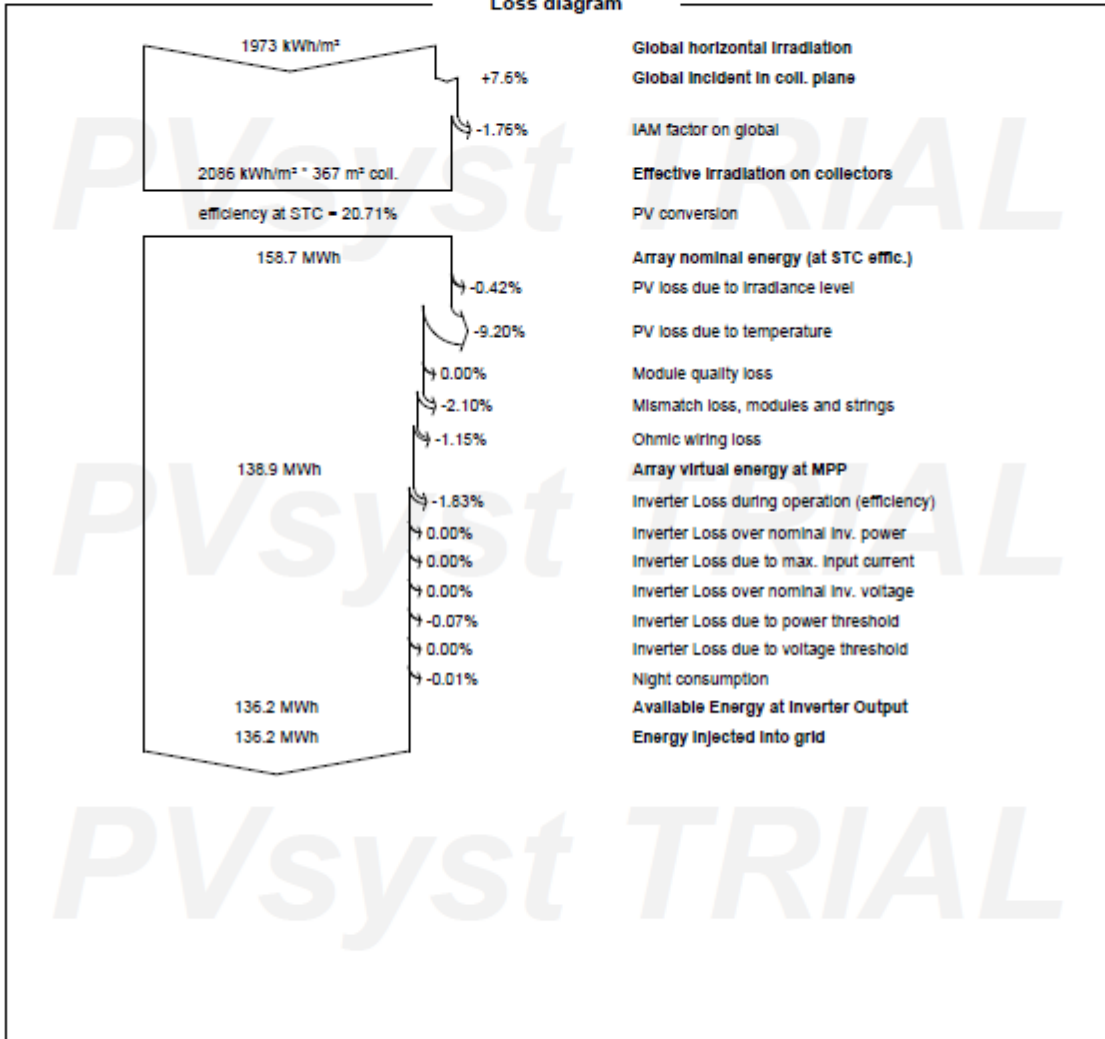 Loss diagram
1973 kWh/m² Global horizontal irradiation
+7.6% Global incident in coll. plane
-1.76% IAM factor on global
2086 kWh/m² * 367 m² coll. Effective irradiation on collectors
efficiency at STC = 20.71% PV conversion
158.7 MWh Array nominal energy (at STC effic.)
-0.42% PV loss due to irradiance level
-9.20% PV loss due to temperature
0.00% Module quality loss
-2.10% Mismatch loss, modules and strings
-1.15% Ohmic wiring loss
138.9 MWh Array virtual energy at MPP
-1.83% Inverter Loss during operation (efficiency)
0.00% Inverter Loss over nominal inv. power
0.00% Inverter Loss due to max. input current
0.00% Inverter Loss over nominal inv. voltage
-0.07% Inverter Loss due to power threshold
0.00% Inverter Loss due to voltage threshold
-0.01% Night consumption
136.2 MWh Available Energy at Inverter Output
136.2 MWh Energy injected into grid
PVsyst TRIAL
PVsyst TRIAL
PVsyst TRIAL